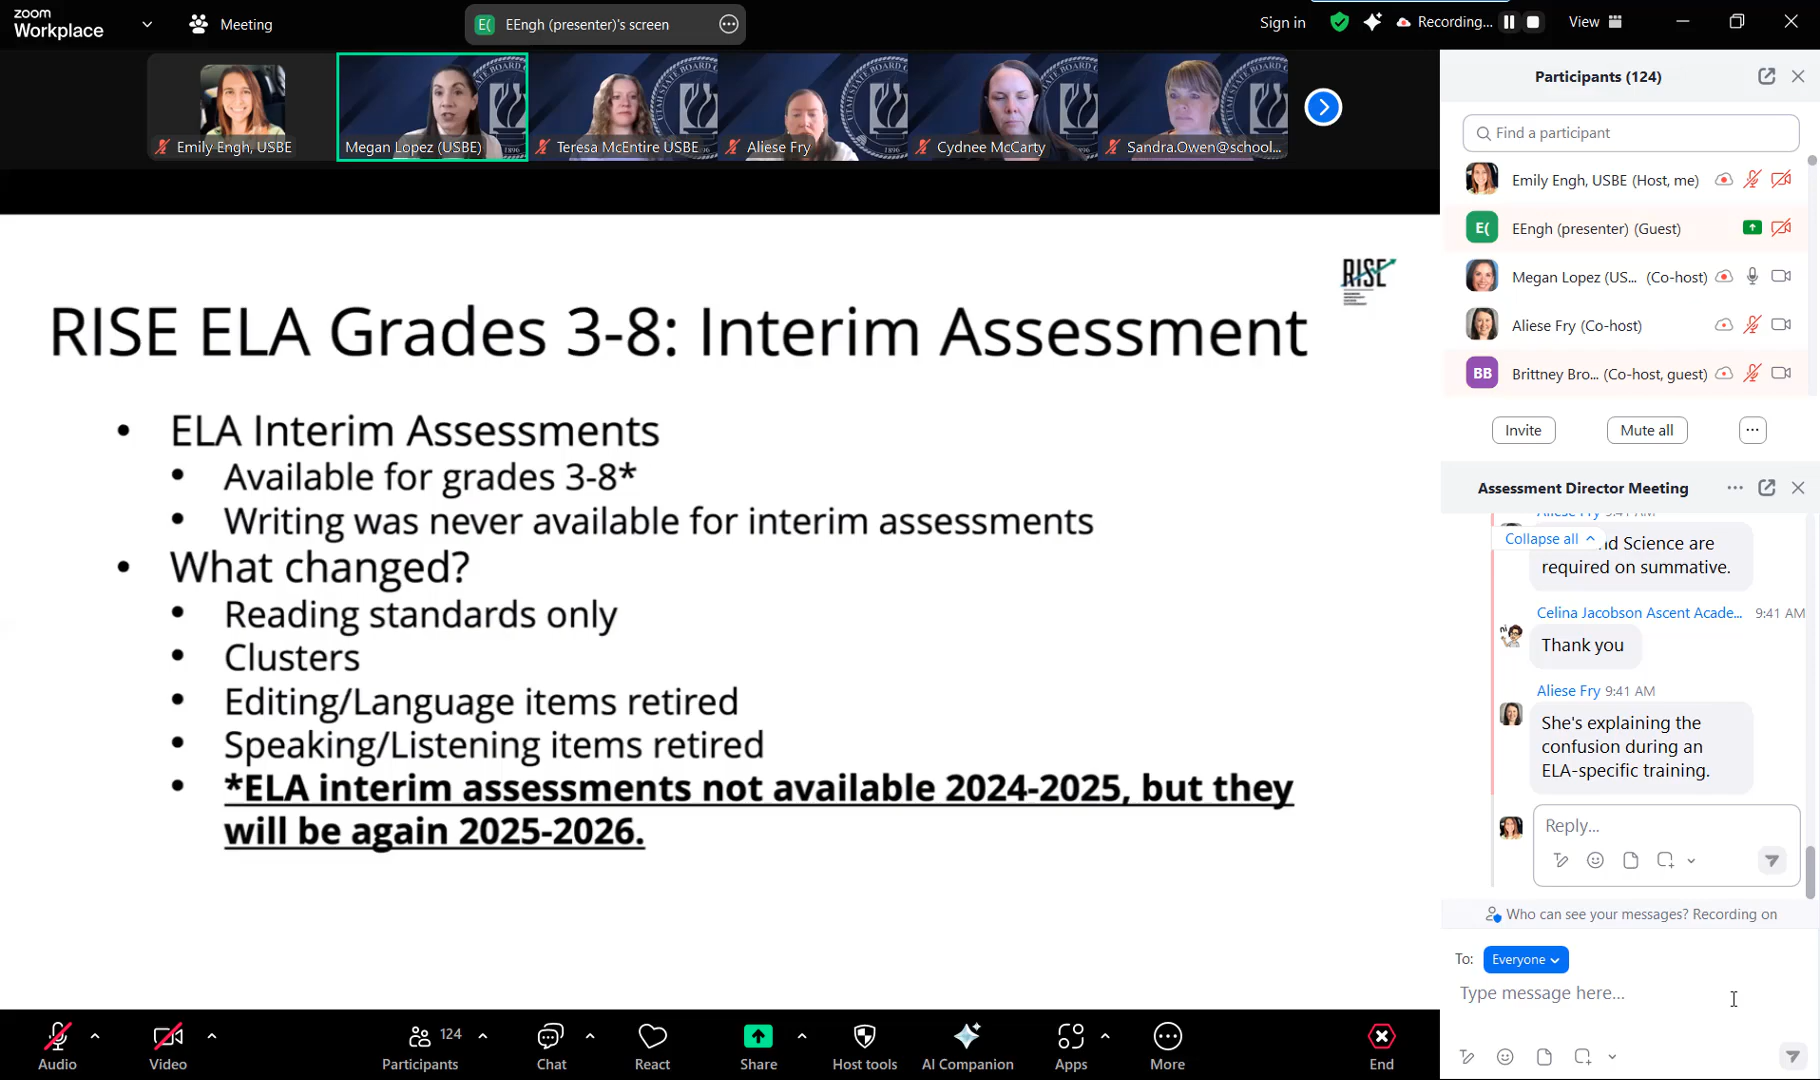 zoom
Workplace
Meeting
E( EEngh (presenter)'s screen
Sign in
Recording...
View
Emily Engh, USBE
Megan Lopez (USBE)
Teresa McEntire USBE
Aliese Fry
Cydnee McCarty
Sandra.Owen@school...
RISE
RISE ELA Grades 3-8: Interim Assessment
• ELA Interim Assessments
• Available for grades 3-8*
• Writing was never available for interim assessments
• What changed?
• Reading standards only
• Clusters
• Editing/Language items retired
• Speaking/Listening items retired
• *ELA interim assessments not available 2024-2025, but they
will be again 2025-2026.
Participants (124)
Find a participant
Emily Engh, USBE (Host, me)
E( EEngh (presenter) (Guest)
Megan Lopez (US... (Co-host)
Aliese Fry (Co-host)
BB Brittney Bro... (Co-host, guest)
Invite
Mute all
...
Assessment Director Meeting
Aliese Fry 9:41 AM
Collapse all
nd Science are
required on summative.
Celina Jacobson Ascent Acade... 9:41 AM
Thank you
Aliese Fry 9:41 AM
She's explaining the
confusion during an
ELA-specific training.
Reply...
Who can see your messages? Recording on
To: Everyone
Type message here...
Audio
Video
124
Participants
Chat
React
Share
Host tools
AI Companion
Apps
More
End